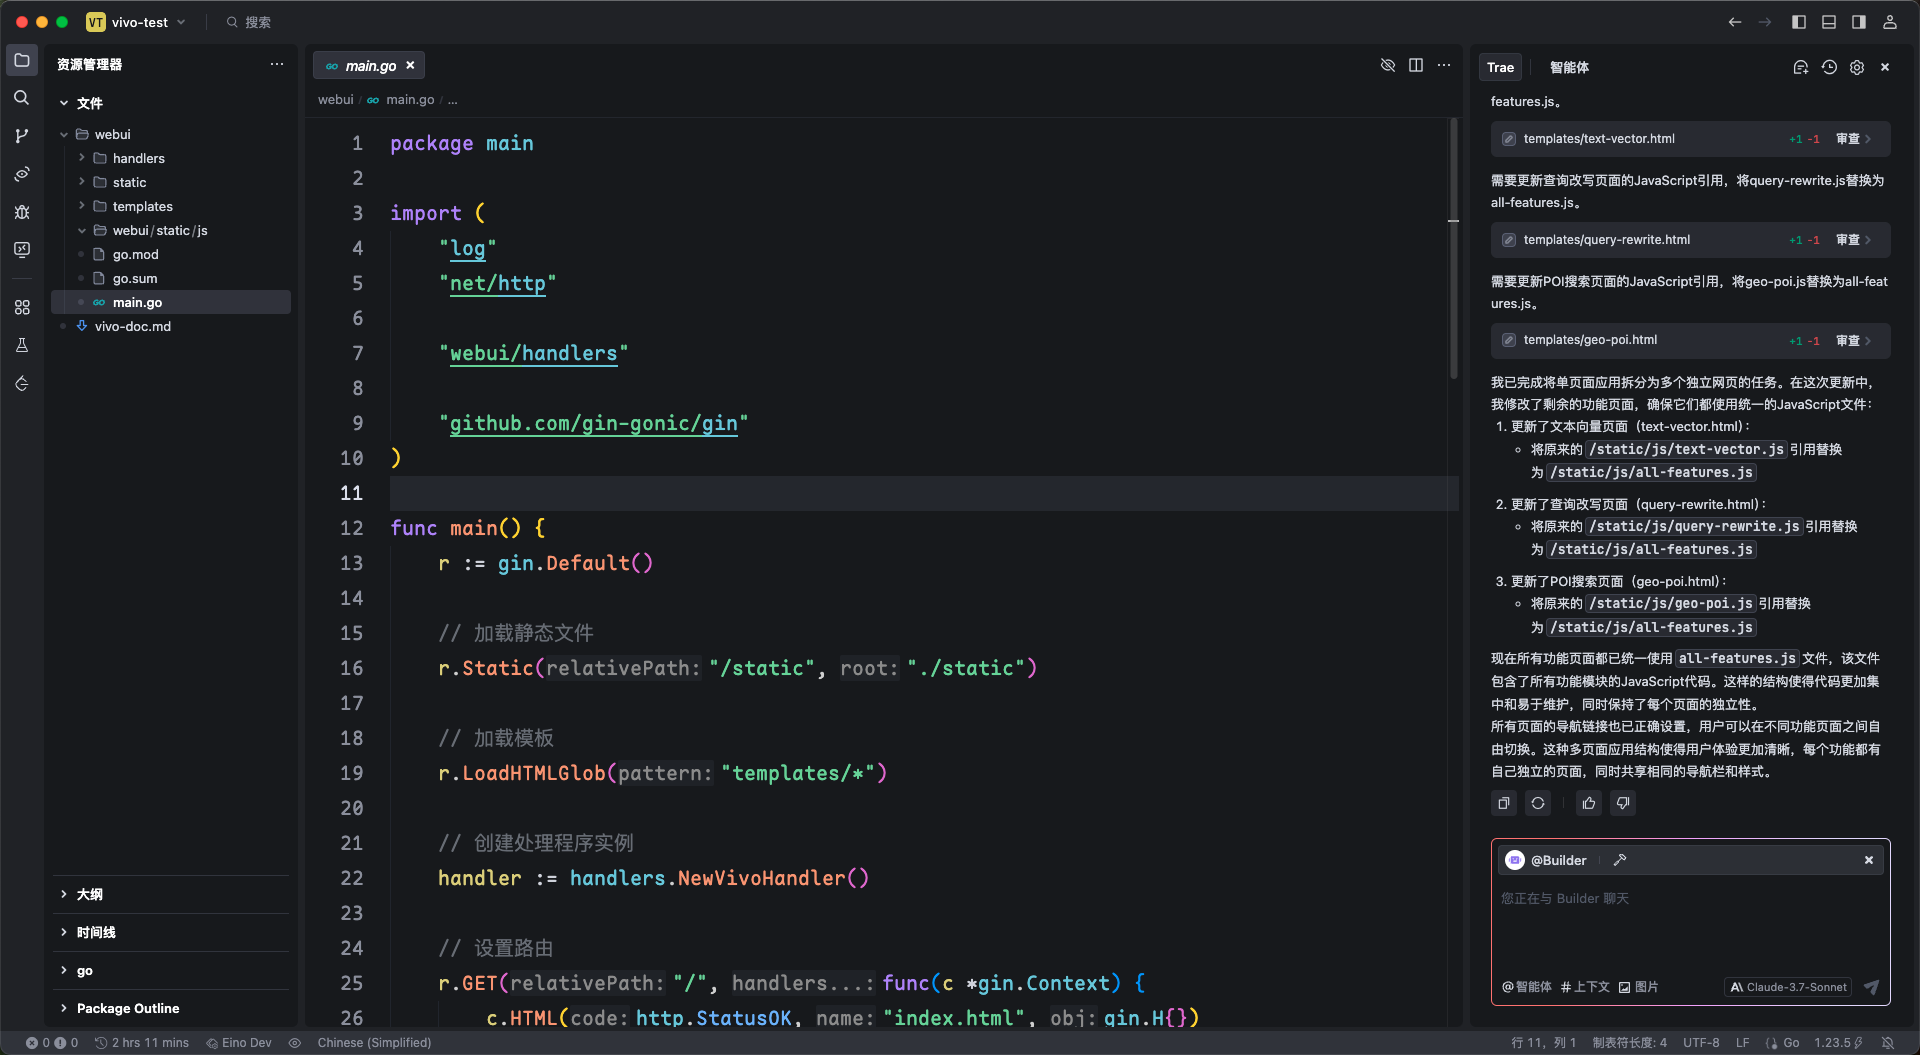 VT vivo-test
搜索
资源管理器
文件
webui
handlers
static
templates
webui/static/js
go.mod
go.sum
main.go
vivo-doc.md
大纲
时间线
go
Package Outline
main.go
webui / main.go / ...
1 package main
2
3 import (
4 "log"
5 "net/http"
6
7 "webui/handlers"
8
9 "github.com/gin-gonic/gin"
10 )
11
12 func main() {
13 r := gin.Default()
14
15 // 加载静态文件
16 r.Static(relativePath: "/static", root: "./static")
17
18 // 加载模板
19 r.LoadHTMLGlob(pattern: "templates/*")
20
21 // 创建处理程序实例
22 handler := handlers.NewVivoHandler()
23
24 // 设置路由
25 r.GET(relativePath: "/", handlers...: func(c *gin.Context) {
26 c.HTML(code: http.StatusOK, name: "index.html", obj: gin.H{})
Trae 智能体
features.js。
templates/text-vector.html +1 -1 审查
需要更新查询改写页面的JavaScript引用，将query-rewrite.js替换为
all-features.js。
templates/query-rewrite.html +1 -1 审查
需要更新POI搜索页面的JavaScript引用，将geo-poi.js替换为all-feat
ures.js。
templates/geo-poi.html +1 -1 审查
我已完成将单页面应用拆分为多个独立网页的任务。在这次更新中，
我修改了剩余的功能页面，确保它们都使用统一的JavaScript文件：
1. 更新了文本向量页面（text-vector.html）：
将原来的 /static/js/text-vector.js 引用替换
为 /static/js/all-features.js
2. 更新了查询改写页面（query-rewrite.html）：
将原来的 /static/js/query-rewrite.js 引用替换
为 /static/js/all-features.js
3. 更新了POI搜索页面（geo-poi.html）：
将原来的 /static/js/geo-poi.js 引用替换
为 /static/js/all-features.js
现在所有功能页面都已统一使用 all-features.js 文件，该文件
包含了所有功能模块的JavaScript代码。这样的结构使得代码更加集
中和易于维护，同时保持了每个页面的独立性。
所有页面的导航链接也已正确设置，用户可以在不同功能页面之间自
由切换。这种多页面应用结构使得用户体验更加清晰，每个功能都有
自己独立的页面，同时共享相同的导航栏和样式。
@Builder
您正在与 Builder 聊天
@智能体 # 上下文 图片 Claude-3.7-Sonnet
0 0 2 hrs 11 mins Eino Dev Chinese (Simplified) 行 11，列 1 制表符长度: 4 UTF-8 LF Go 1.23.5